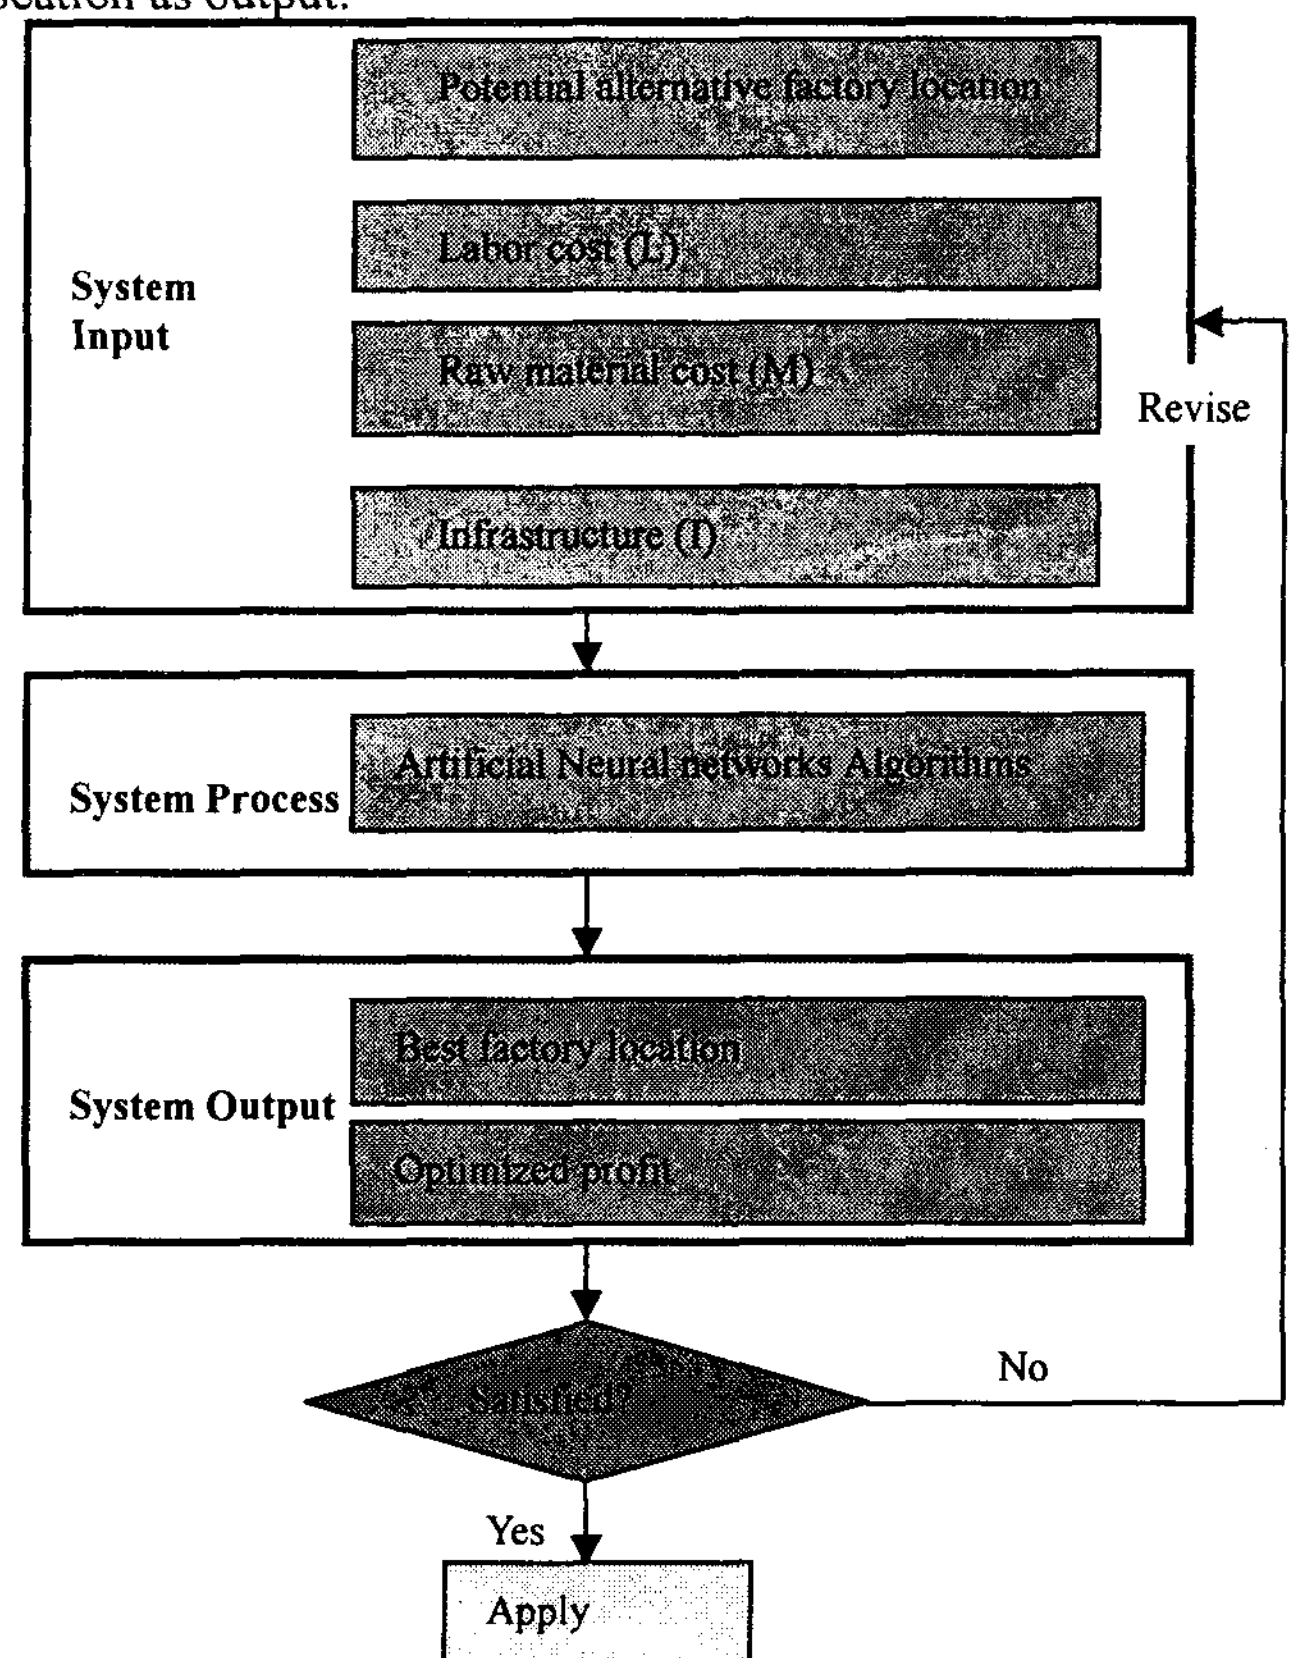 ocation as output.
Potential alternative factory location
Labor cost (L)
System
Input
Raw material cost (M)
Revise
Infrastructure (I)
Artificial Neural networks Algorithms
System Process
Best factory location
System Output
Optimized profit
No
Satisfied?
Yes
Apply